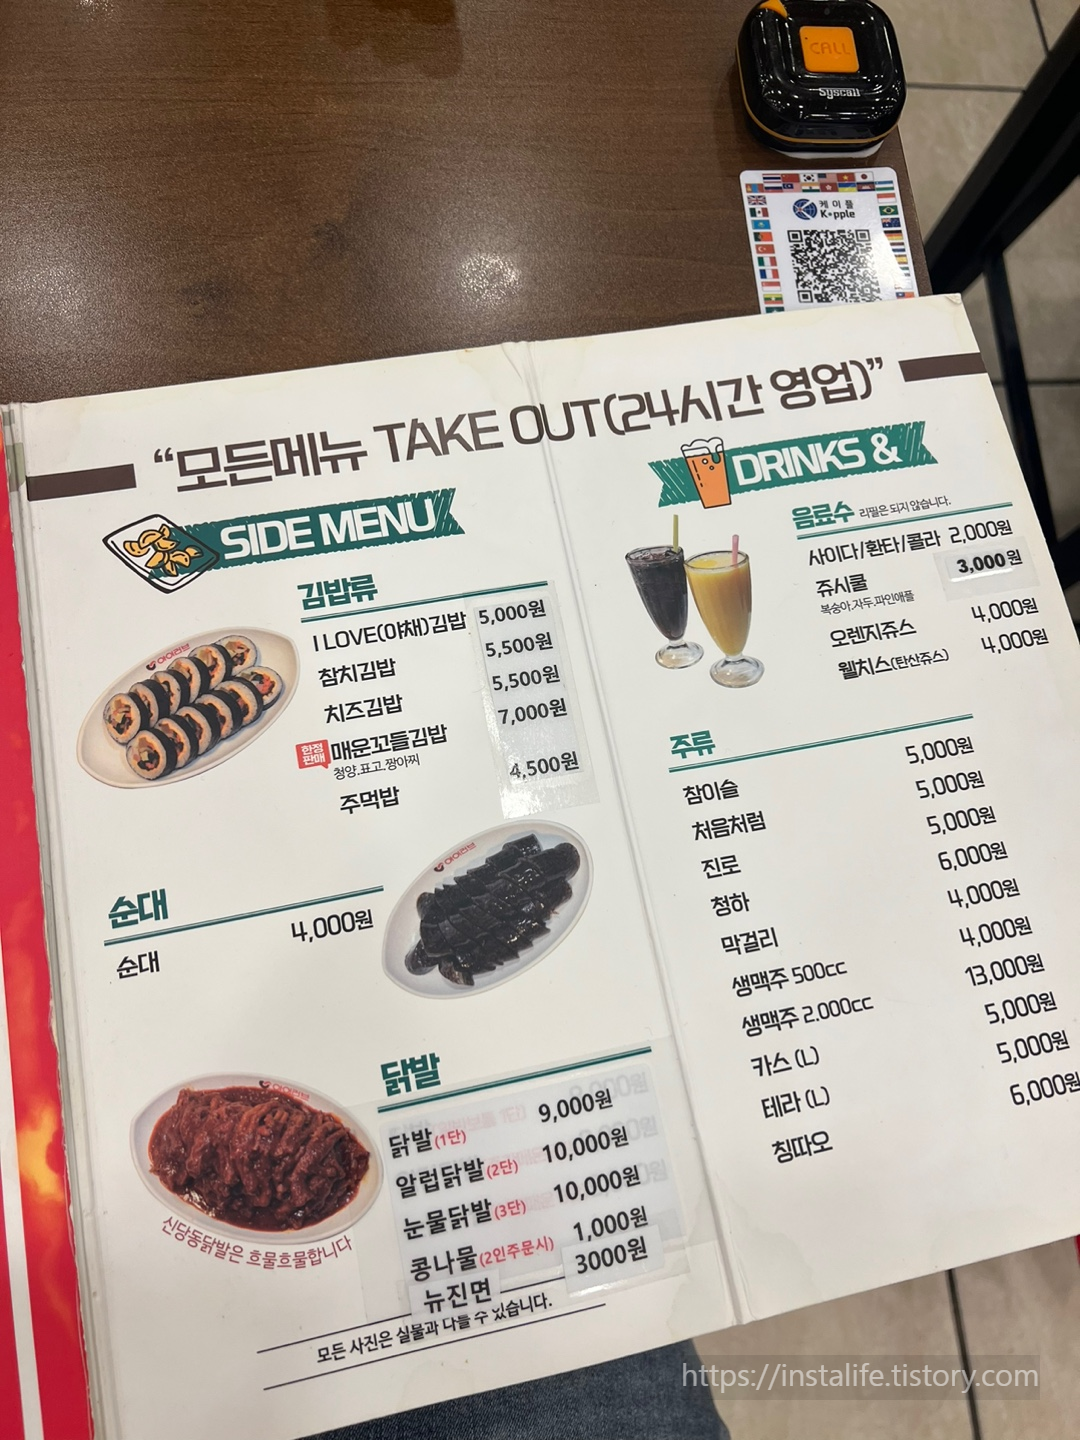 CALL
Syscall
케이플
K•pple
“모든메뉴 TAKE OUT(24시간 영업)”
SIDE MENU
김밥류
I LOVE(야채)김밥 5,000원
참치김밥 5,500원
치즈김밥 5,500원
한정판매 매운꼬들김밥 7,000원
청양.표고.짱아찌
주먹밥 4,500원
아이러브
순대
순대 4,000원
아이러브
닭발
닭발(1단) 9,000원
알럽닭발(2단) 10,000원
눈물닭발(3단) 10,000원
콩나물(2인주문시) 1,000원
뉴진면 3000원
신당동닭발은 흐물흐물합니다
모든 사진은 실물과 다를 수 있습니다.
DRINKS &
음료수 리필은 되지 않습니다.
사이다/환타/콜라 2,000원
쥬시쿨 3,000원
복숭아.자두.파인애플
오렌지쥬스 4,000원
웰치스(탄산쥬스) 4,000원
주류
참이슬 5,000원
처음처럼 5,000원
진로 5,000원
청하 6,000원
막걸리 4,000원
생맥주 500cc 4,000원
생맥주 2.000cc 13,000원
카스 (L) 5,000원
테라 (L) 5,000원
칭따오 6,000원
https://instalife.tistory.com